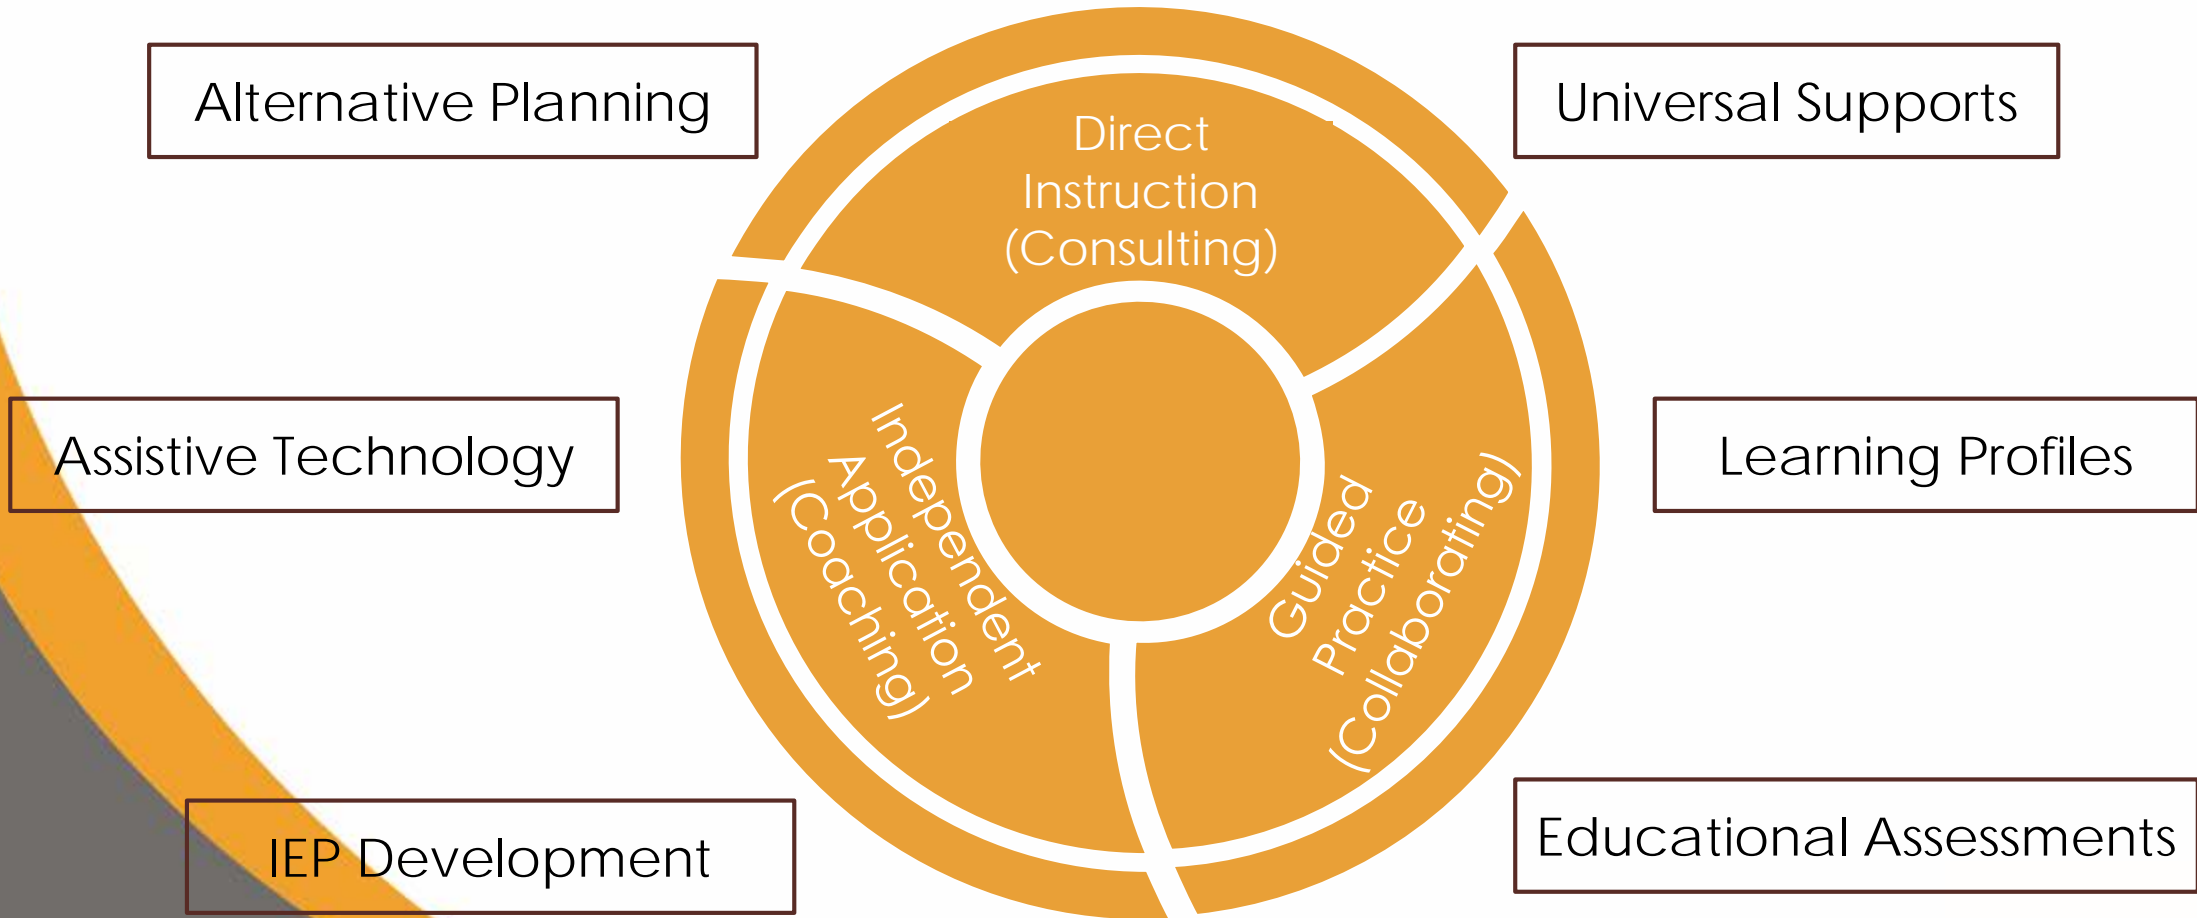 Alternative Planning
Universal Supports
Direct
Instruction
(Consulting)
Assistive Technology
Independent
Application
(Coaching)
Guided
Practice
(Collaborating)
Learning Profiles
IEP Development
Educational Assessments